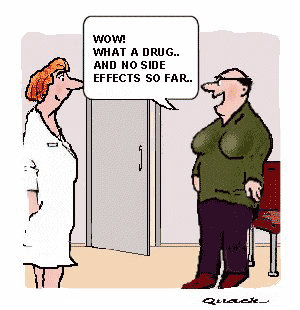 WOW!
WHAT A DRUG..
AND NO SIDE
EFFECTS SO FAR..
Quack